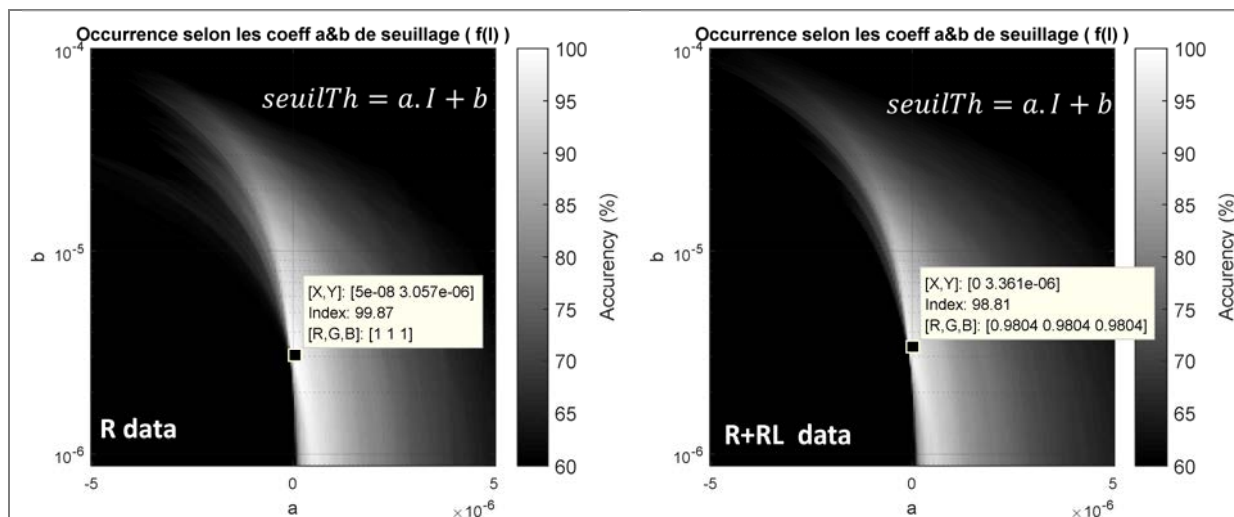 Occurrence selon les coeff a&b de seuillage ( f(I) )
seuilTh = a.I + b
10^-4
10^-5
10^-6
b
-5
0
5
×10^-6
a
[X,Y]: [5e-08 3.057e-06]
Index: 99.87
[R,G,B]: [1 1 1]
R data
100
95
90
85
80
75
70
65
60
Accurency (%)
Occurrence selon les coeff a&b de seuillage ( f(I) )
seuilTh = a.I + b
10^-4
10^-5
10^-6
b
-5
0
5
×10^-6
a
[X,Y]: [0 3.361e-06]
Index: 98.81
[R,G,B]: [0.9804 0.9804 0.9804]
R+RL data
100
95
90
85
80
75
70
65
60
Accurency (%)